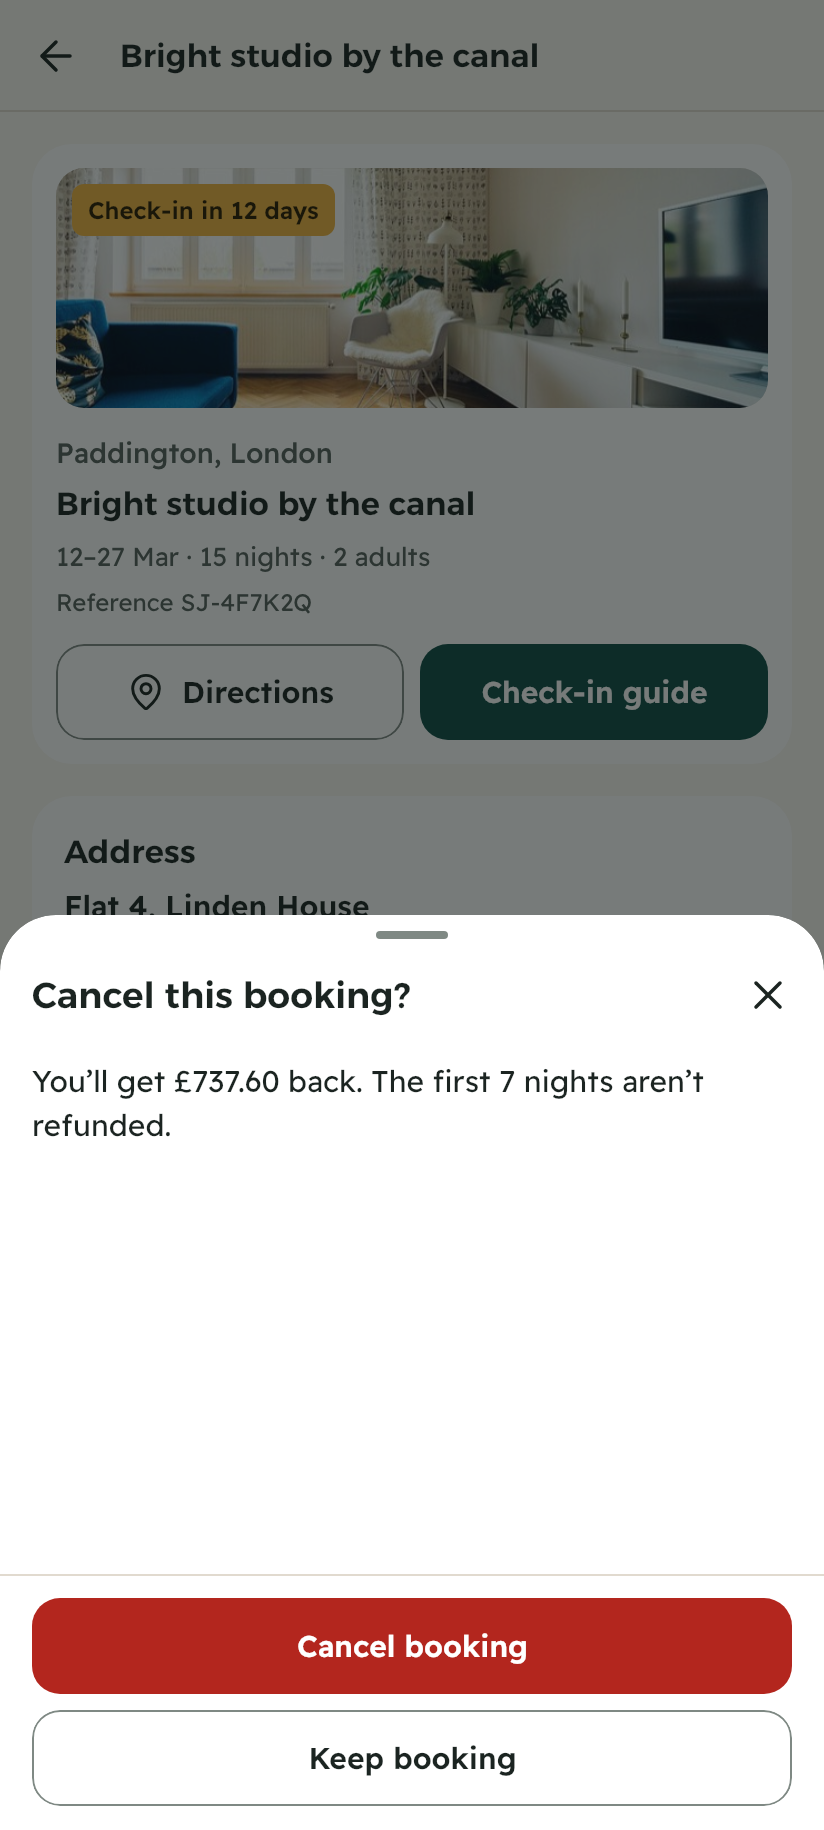 Bright studio by the canal
Check-in in 12 days
Paddington, London
Bright studio by the canal
12–27 Mar · 15 nights · 2 adults
Reference SJ-4F7K2Q
Directions
Check-in guide
Address
Flat 4, Linden House
Cancel this booking?
You’ll get £737.60 back. The first 7 nights aren’t
refunded.
Cancel booking
Keep booking